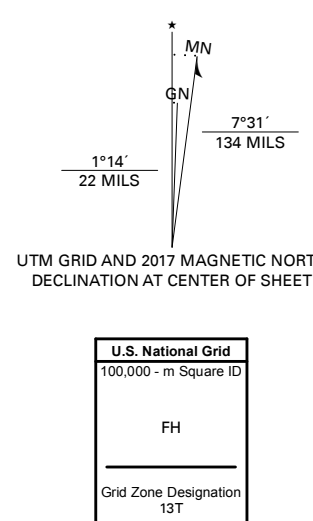 MN
GN
7°31´
134 MILS
1°14´
22 MILS
UTM GRID AND 2017 MAGNETIC NORT
DECLINATION AT CENTER OF SHEET
U.S. National Grid
100,000 - m Square ID
FH
Grid Zone Designation
13T